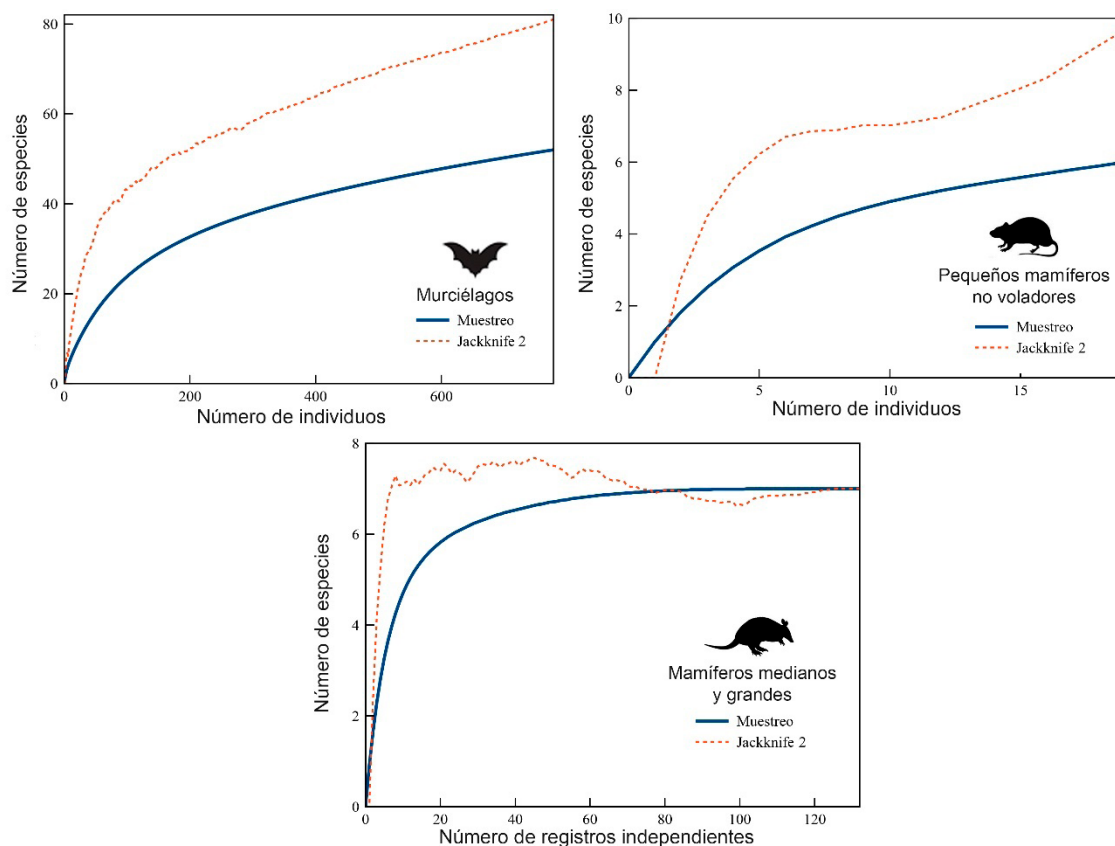 80
60
40
20
0
Número de especies
Murciélagos
Muestreo
Jackknife 2
0
200
400
600
Número de individuos
10
8
6
4
2
0
Número de especies
Pequeños mamíferos
no voladores
Muestreo
Jackknife 2
0
5
10
15
Número de individuos
8
6
4
2
0
Número de especies
Mamíferos medianos
y grandes
Muestreo
Jackknife 2
0
20
40
60
80
100
120
Número de registros independientes